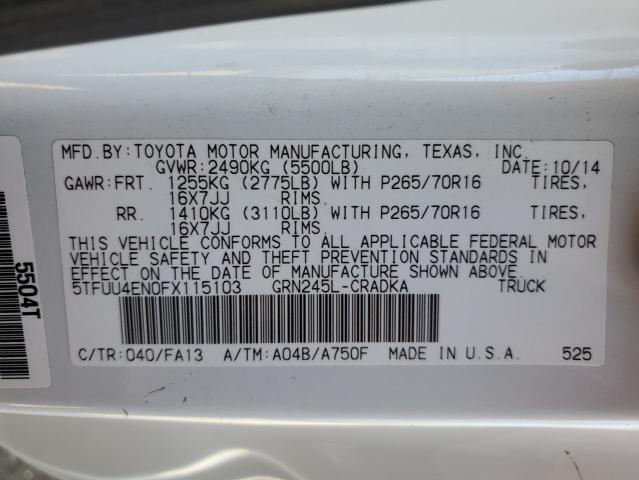 MFD.BY:TOYOTA MOTOR MANUFACTURING, TEXAS, INC.
GVWR:2490KG (5500LB) DATE:10/14
GAWR:FRT. 1255KG (2775LB) WITH P265/70R16 TIRES,
16X7JJ RIMS.
RR. 1410KG (3110LB) WITH P265/70R16 TIRES,
16X7JJ RIMS.
THIS VEHICLE CONFORMS TO ALL APPLICABLE FEDERAL MOTOR
VEHICLE SAFETY AND THEFT PREVENTION STANDARDS IN
EFFECT ON THE DATE OF MANUFACTURE SHOWN ABOVE.
5TFUU4EN0FX115103 GRN245L-CRADKA TRUCK
C/TR:040/FA13 A/TM:A04B/A750F MADE IN U.S.A. 525
5504T